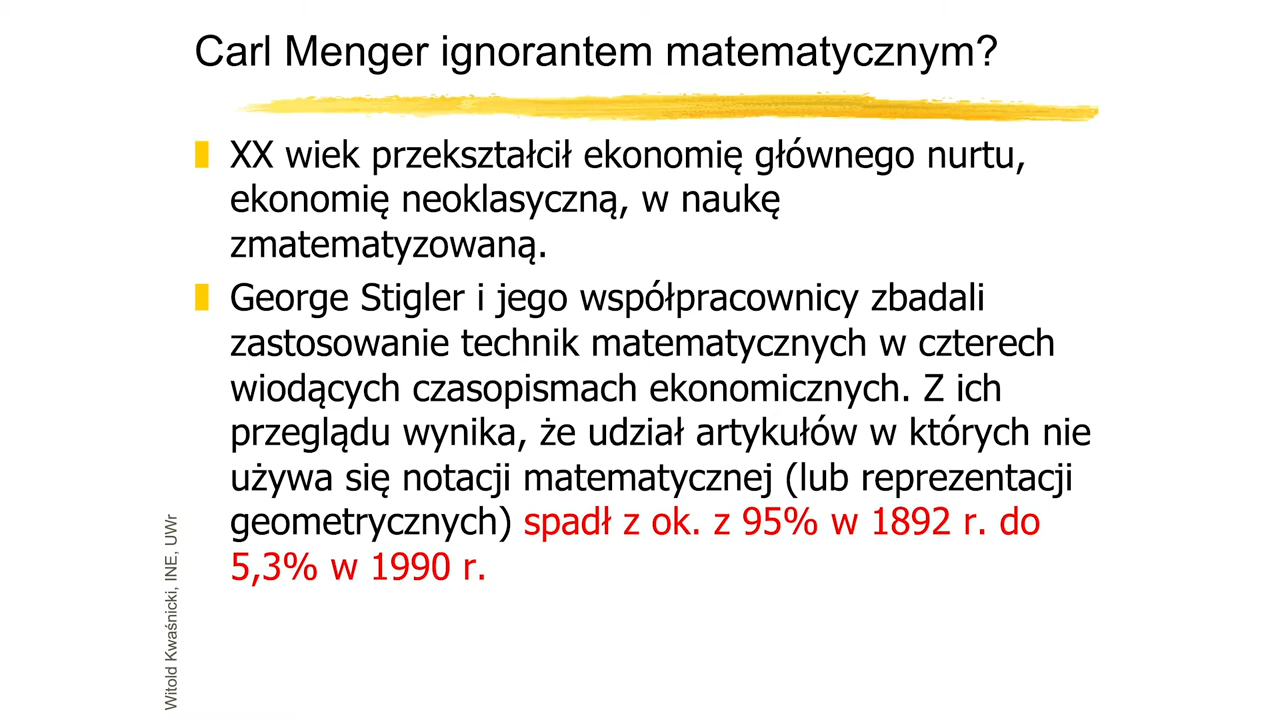 Carl Menger ignorantem matematycznym?
XX wiek przekształcił ekonomię głównego nurtu,
ekonomię neoklasyczną, w naukę
zmatematyzowaną.
George Stigler i jego współpracownicy zbadali
zastosowanie technik matematycznych w czterech
wiodących czasopismach ekonomicznych. Z ich
przeglądu wynika, że udział artykułów w których nie
używa się notacji matematycznej (lub reprezentacji
geometrycznych) spadł z ok. z 95% w 1892 r. do
5,3% w 1990 r.
Witold Kwaśnicki, INE, UWr